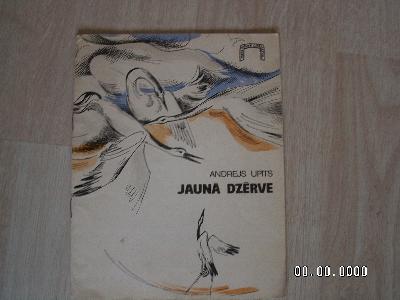 ANDREJS UPĪTS
JAUNĀ DZĒRVE
00.00.0000